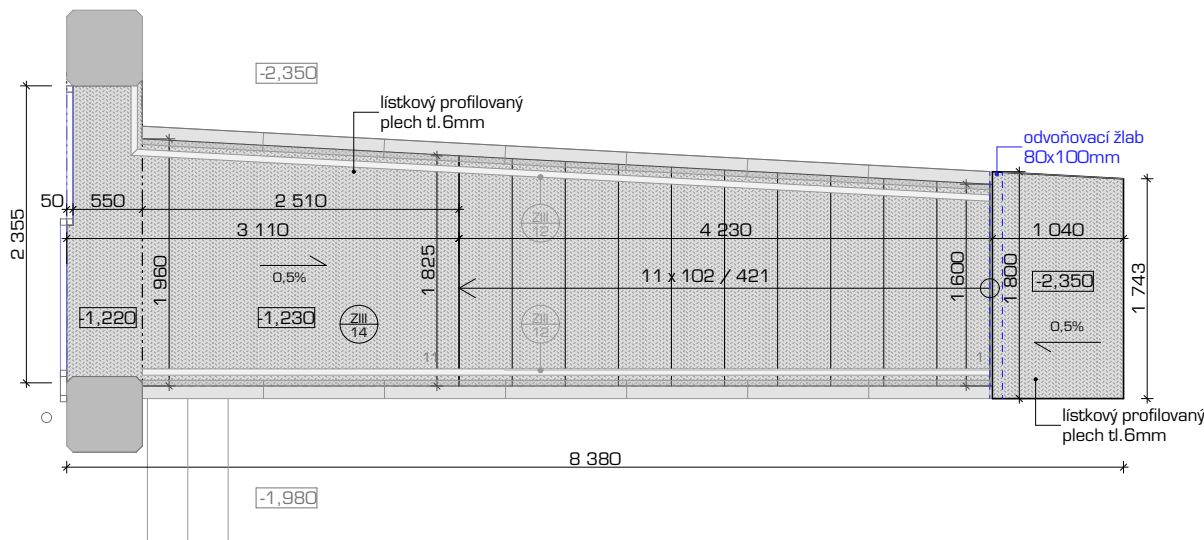 -2,350
lístkový profilovaný
plech tl.6mm
odvoňovací žlab
80x100mm
50
550
2 510
ZIII
12
3 110
4 230
1 040
2 355
1 960
0,5%
1 825
11 x 102 / 421
1 600
1 800
-2,350
1 743
-1,220
-1,230
ZIII
14
ZIII
13
0,5%
11
1
lístkový profilovaný
plech tl.6mm
8 380
-1,980